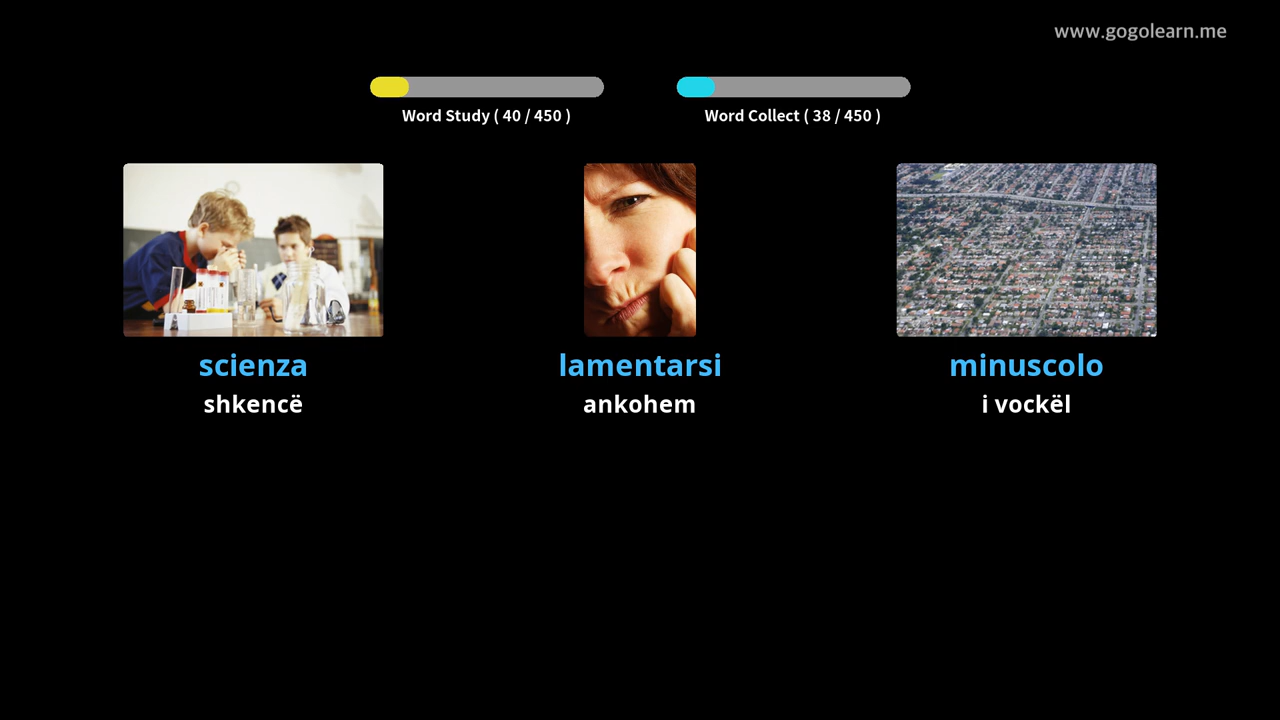 www.gogolearn.me
Word Study ( 40 / 450 )
Word Collect ( 38 / 450 )
scienza
shkencë
lamentarsi
ankohem
minuscolo
i vockël